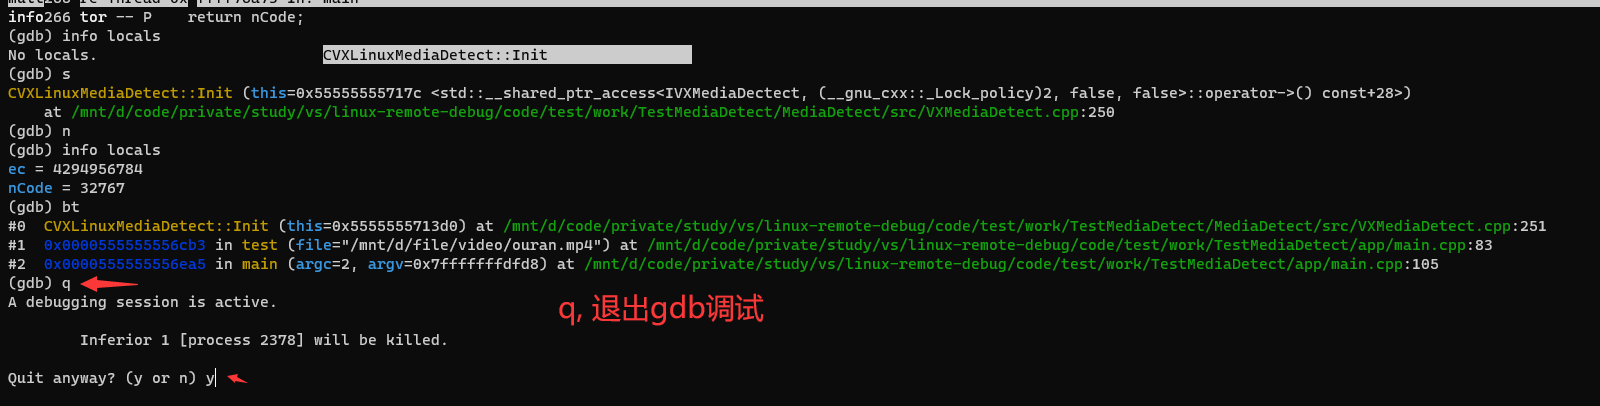 info266 tor -- P    return nCode;
(gdb) info locals
No locals.                         CVXLinuxMediaDetect::Init
(gdb) s
CVXLinuxMediaDetect::Init (this=0x55555555717c <std::__shared_ptr_access<IVXMediaDectect, (__gnu_cxx::_Lock_policy)2, false, false>::operator->() const+28>)
    at /mnt/d/code/private/study/vs/linux-remote-debug/code/test/work/TestMediaDetect/MediaDetect/src/VXMediaDetect.cpp:250
(gdb) n
(gdb) info locals
ec = 4294956784
nCode = 32767
(gdb) bt
#0  CVXLinuxMediaDetect::Init (this=0x5555555713d0) at /mnt/d/code/private/study/vs/linux-remote-debug/code/test/work/TestMediaDetect/MediaDetect/src/VXMediaDetect.cpp:251
#1  0x0000555555556cb3 in test (file="/mnt/d/file/video/ouran.mp4") at /mnt/d/code/private/study/vs/linux-remote-debug/code/test/work/TestMediaDetect/app/main.cpp:83
#2  0x0000555555556ea5 in main (argc=2, argv=0x7fffffffdfd8) at /mnt/d/code/private/study/vs/linux-remote-debug/code/test/work/TestMediaDetect/app/main.cpp:105
(gdb) q
A debugging session is active.
q, 退出gdb调试
        Inferior 1 [process 2378] will be killed.
Quit anyway? (y or n) y